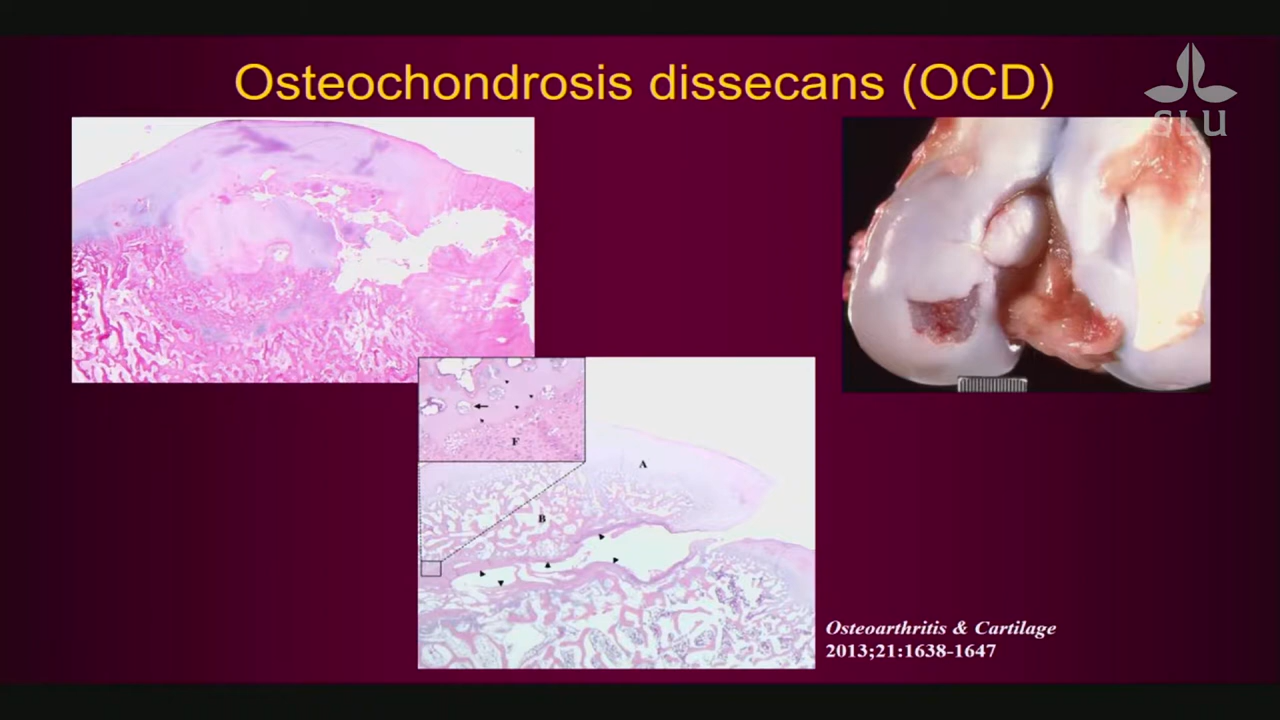 Osteochondrosis dissecans (OCD)
SLU
F
A
B
Osteoarthritis & Cartilage
2013;21:1638-1647